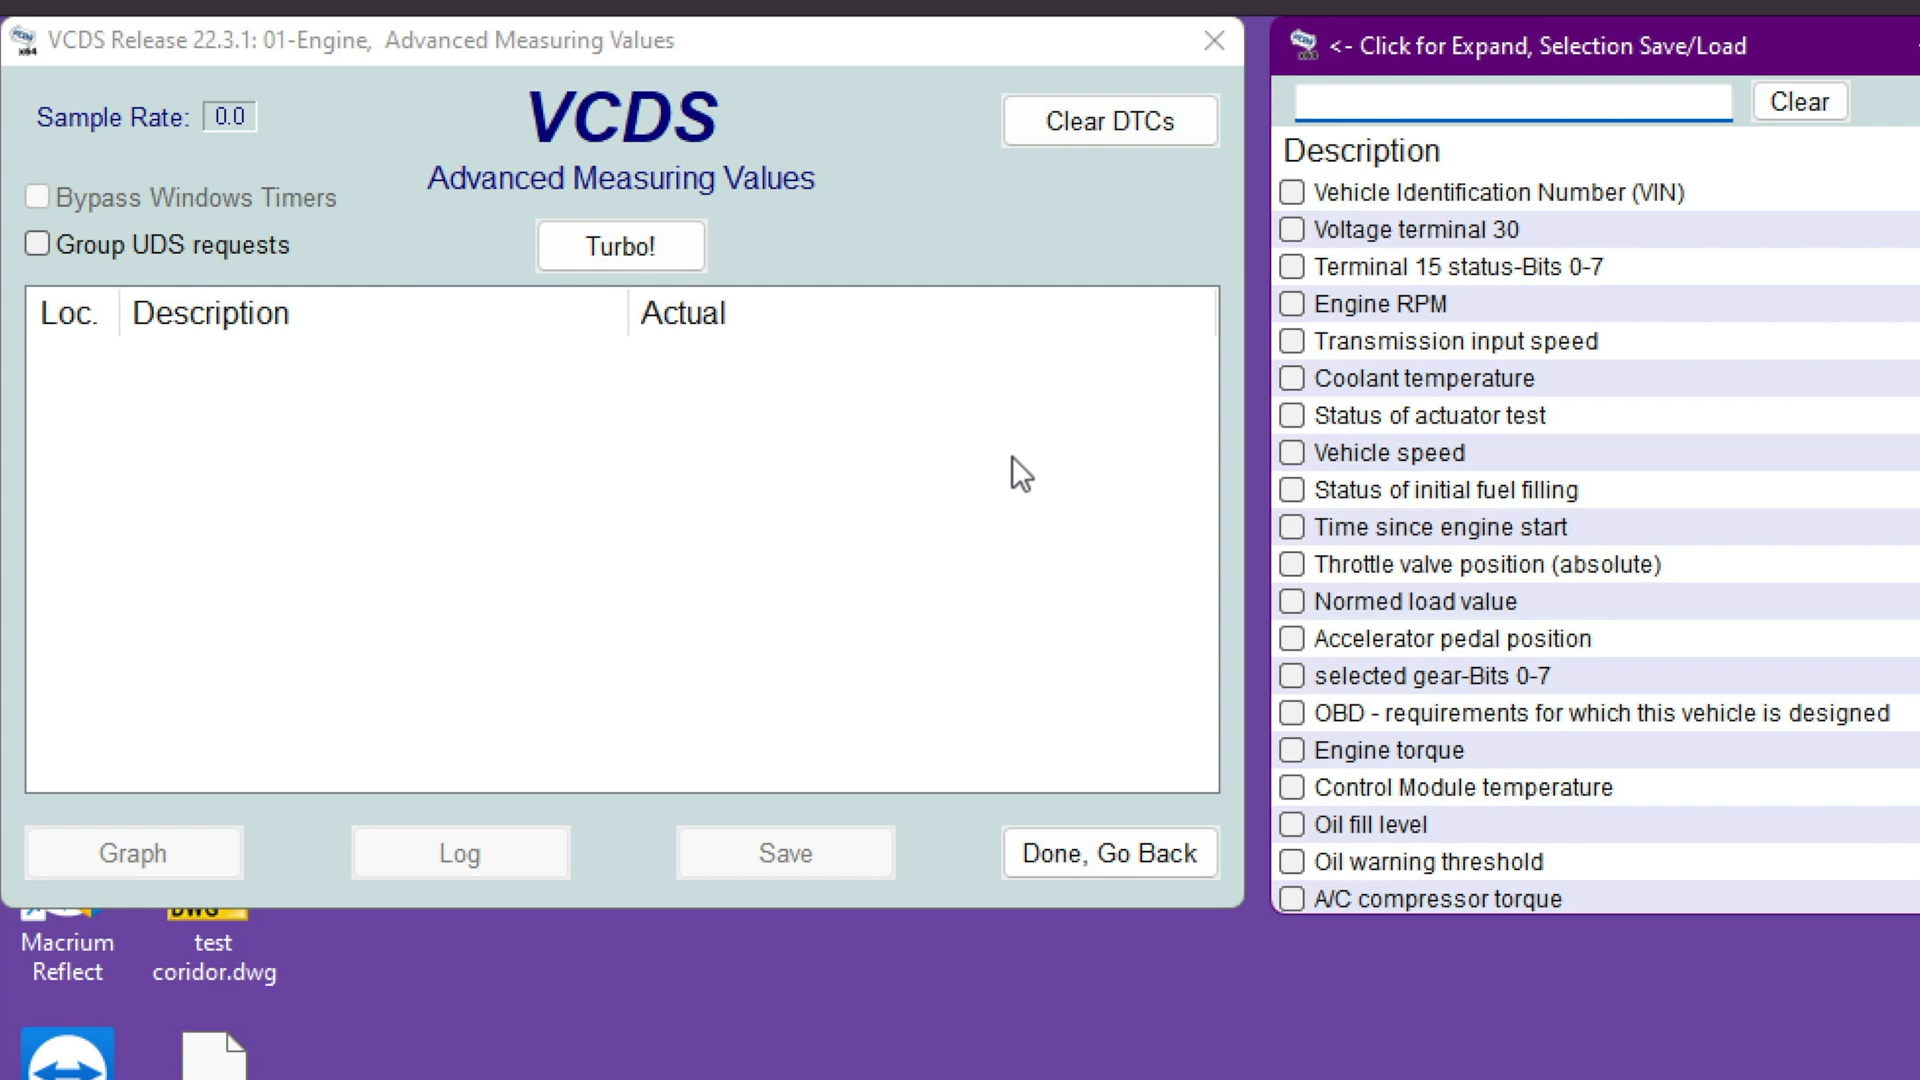 VCDS Release 22.3.1: 01-Engine, Advanced Measuring Values
Sample Rate: 0.0
VCDS
Advanced Measuring Values
Clear DTCs
Bypass Windows Timers
Group UDS requests
Turbo!
Loc. Description Actual
Graph Log Save Done, Go Back
<- Click for Expand, Selection Save/Load
Clear
Description
Vehicle Identification Number (VIN)
Voltage terminal 30
Terminal 15 status-Bits 0-7
Engine RPM
Transmission input speed
Coolant temperature
Status of actuator test
Vehicle speed
Status of initial fuel filling
Time since engine start
Throttle valve position (absolute)
Normed load value
Accelerator pedal position
selected gear-Bits 0-7
OBD - requirements for which this vehicle is designed
Engine torque
Control Module temperature
Oil fill level
Oil warning threshold
A/C compressor torque
DWG
Macrium
Reflect
test
coridor.dwg